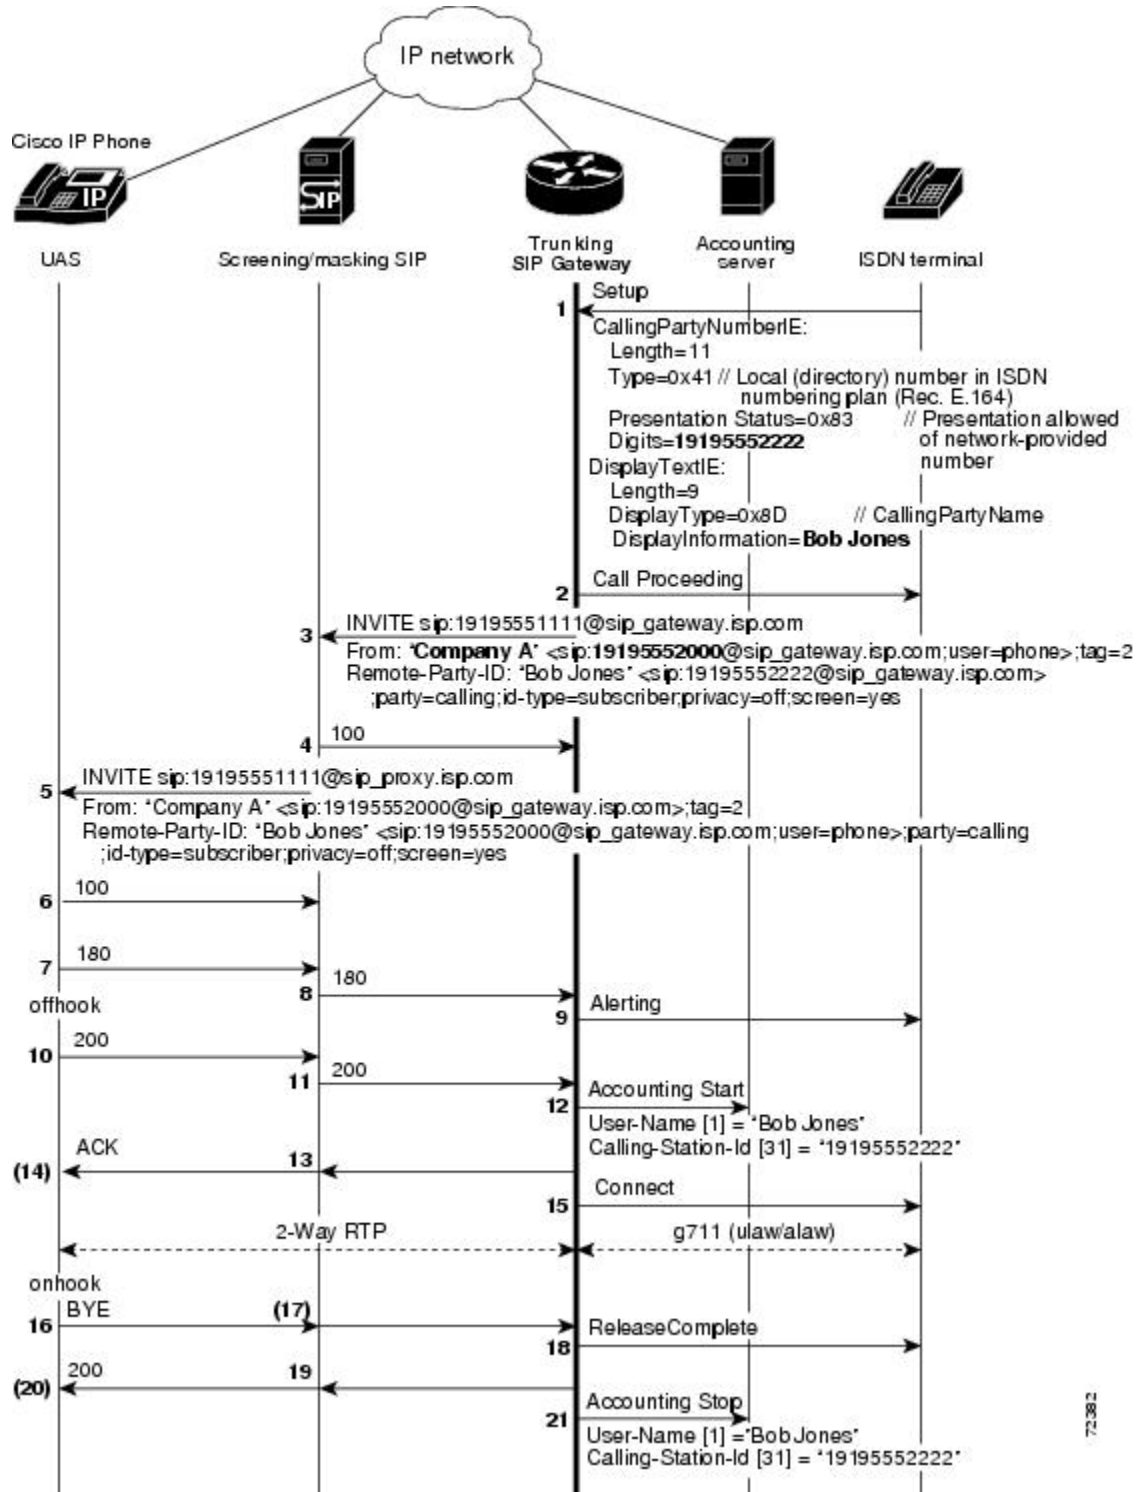 IP network
Cisco IP Phone
IP
SIP
UAS
Screening/masking SIP
Trunking
SIP Gateway
Accounting
server
ISDN terminal
1
Setup
CallingPartyNumberIE:
Length=11
Type=0x41 // Local (directory) number in ISDN
numbering plan (Rec. E.164)
Presentation Status=0x83 // Presentation allowed
of network-provided
number
Digits=19195552222
DisplayTextIE:
Length=9
DisplayType=0x8D // CallingPartyName
DisplayInformation=Bob Jones
2
Call Proceeding
3
INVITE sip:19195551111@sip_gateway.isp.com
From: "Company A" <sip:19195552000@sip_gateway.isp.com;user=phone>;tag=2
Remote-Party-ID: "Bob Jones" <sip:19195552222@sip_gateway.isp.com>
;party=calling;id-type=subscriber;privacy=off;screen=yes
4
100
5
INVITE sip:19195551111@sip_proxy.isp.com
From: "Company A" <sip:19195552000@sip_gateway.isp.com>;tag=2
Remote-Party-ID: "Bob Jones" <sip:19195552000@sip_gateway.isp.com;user=phone>;party=calling
;id-type=subscriber;privacy=off;screen=yes
6
100
7
180
8
180
offhook
9
Alerting
10
200
11
200
12
Accounting Start
User-Name [1] = "Bob Jones"
Calling-Station-Id [31] = "19195552222"
(14)
ACK
13
15
Connect
2-Way RTP
g711 (ulaw/alaw)
onhook
16
BYE
(17)
18
ReleaseComplete
(20)
200
19
21
Accounting Stop
User-Name [1] ="Bob Jones"
Calling-Station-Id [31] = "19195552222"
72382